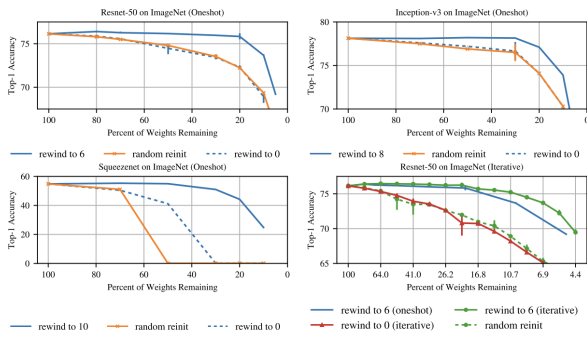 Resnet-50 on ImageNet (Oneshot)
Top-1 Accuracy
75
70
100
80
60
40
20
0
Percent of Weights Remaining
rewind to 6
random reinit
rewind to 0
Inception-v3 on ImageNet (Oneshot)
Top-1 Accuracy
80
75
70
100
80
60
40
20
0
Percent of Weights Remaining
rewind to 8
random reinit
rewind to 0
Squeezenet on ImageNet (Oneshot)
Top-1 Accuracy
60
40
20
0
100
80
60
40
20
0
Percent of Weights Remaining
rewind to 10
random reinit
rewind to 0
Resnet-50 on ImageNet (Iterative)
Top-1 Accuracy
75
70
65
100
64.0
41.0
26.2
16.8
10.7
6.9
4.4
Percent of Weights Remaining
rewind to 6 (oneshot)
rewind to 6 (iterative)
rewind to 0 (iterative)
random reinit